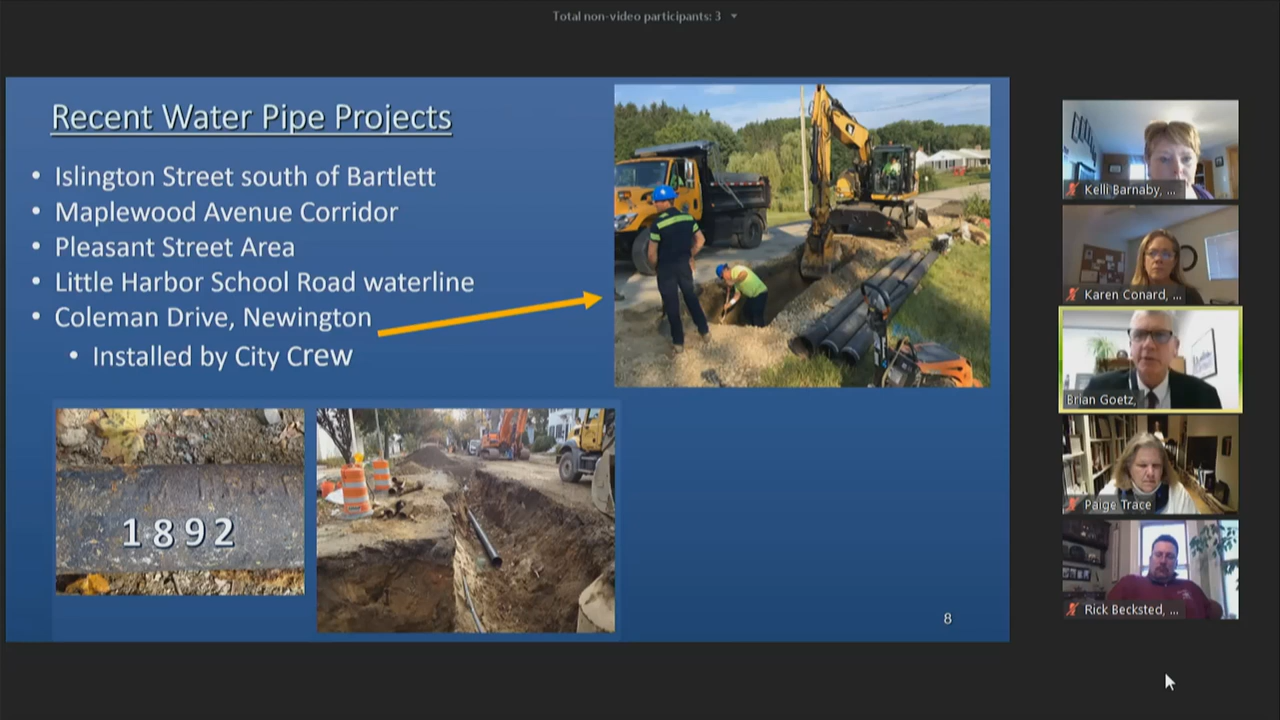 Total non-video participants: 3
Recent Water Pipe Projects
• Islington Street south of Bartlett
• Maplewood Avenue Corridor
• Pleasant Street Area
• Little Harbor School Road waterline
• Coleman Drive, Newington
• Installed by City Crew
1892
8
Kelli Barnaby, ...
Karen Conard, ...
Brian Goetz,
Paige Trace
Rick Becksted, ...